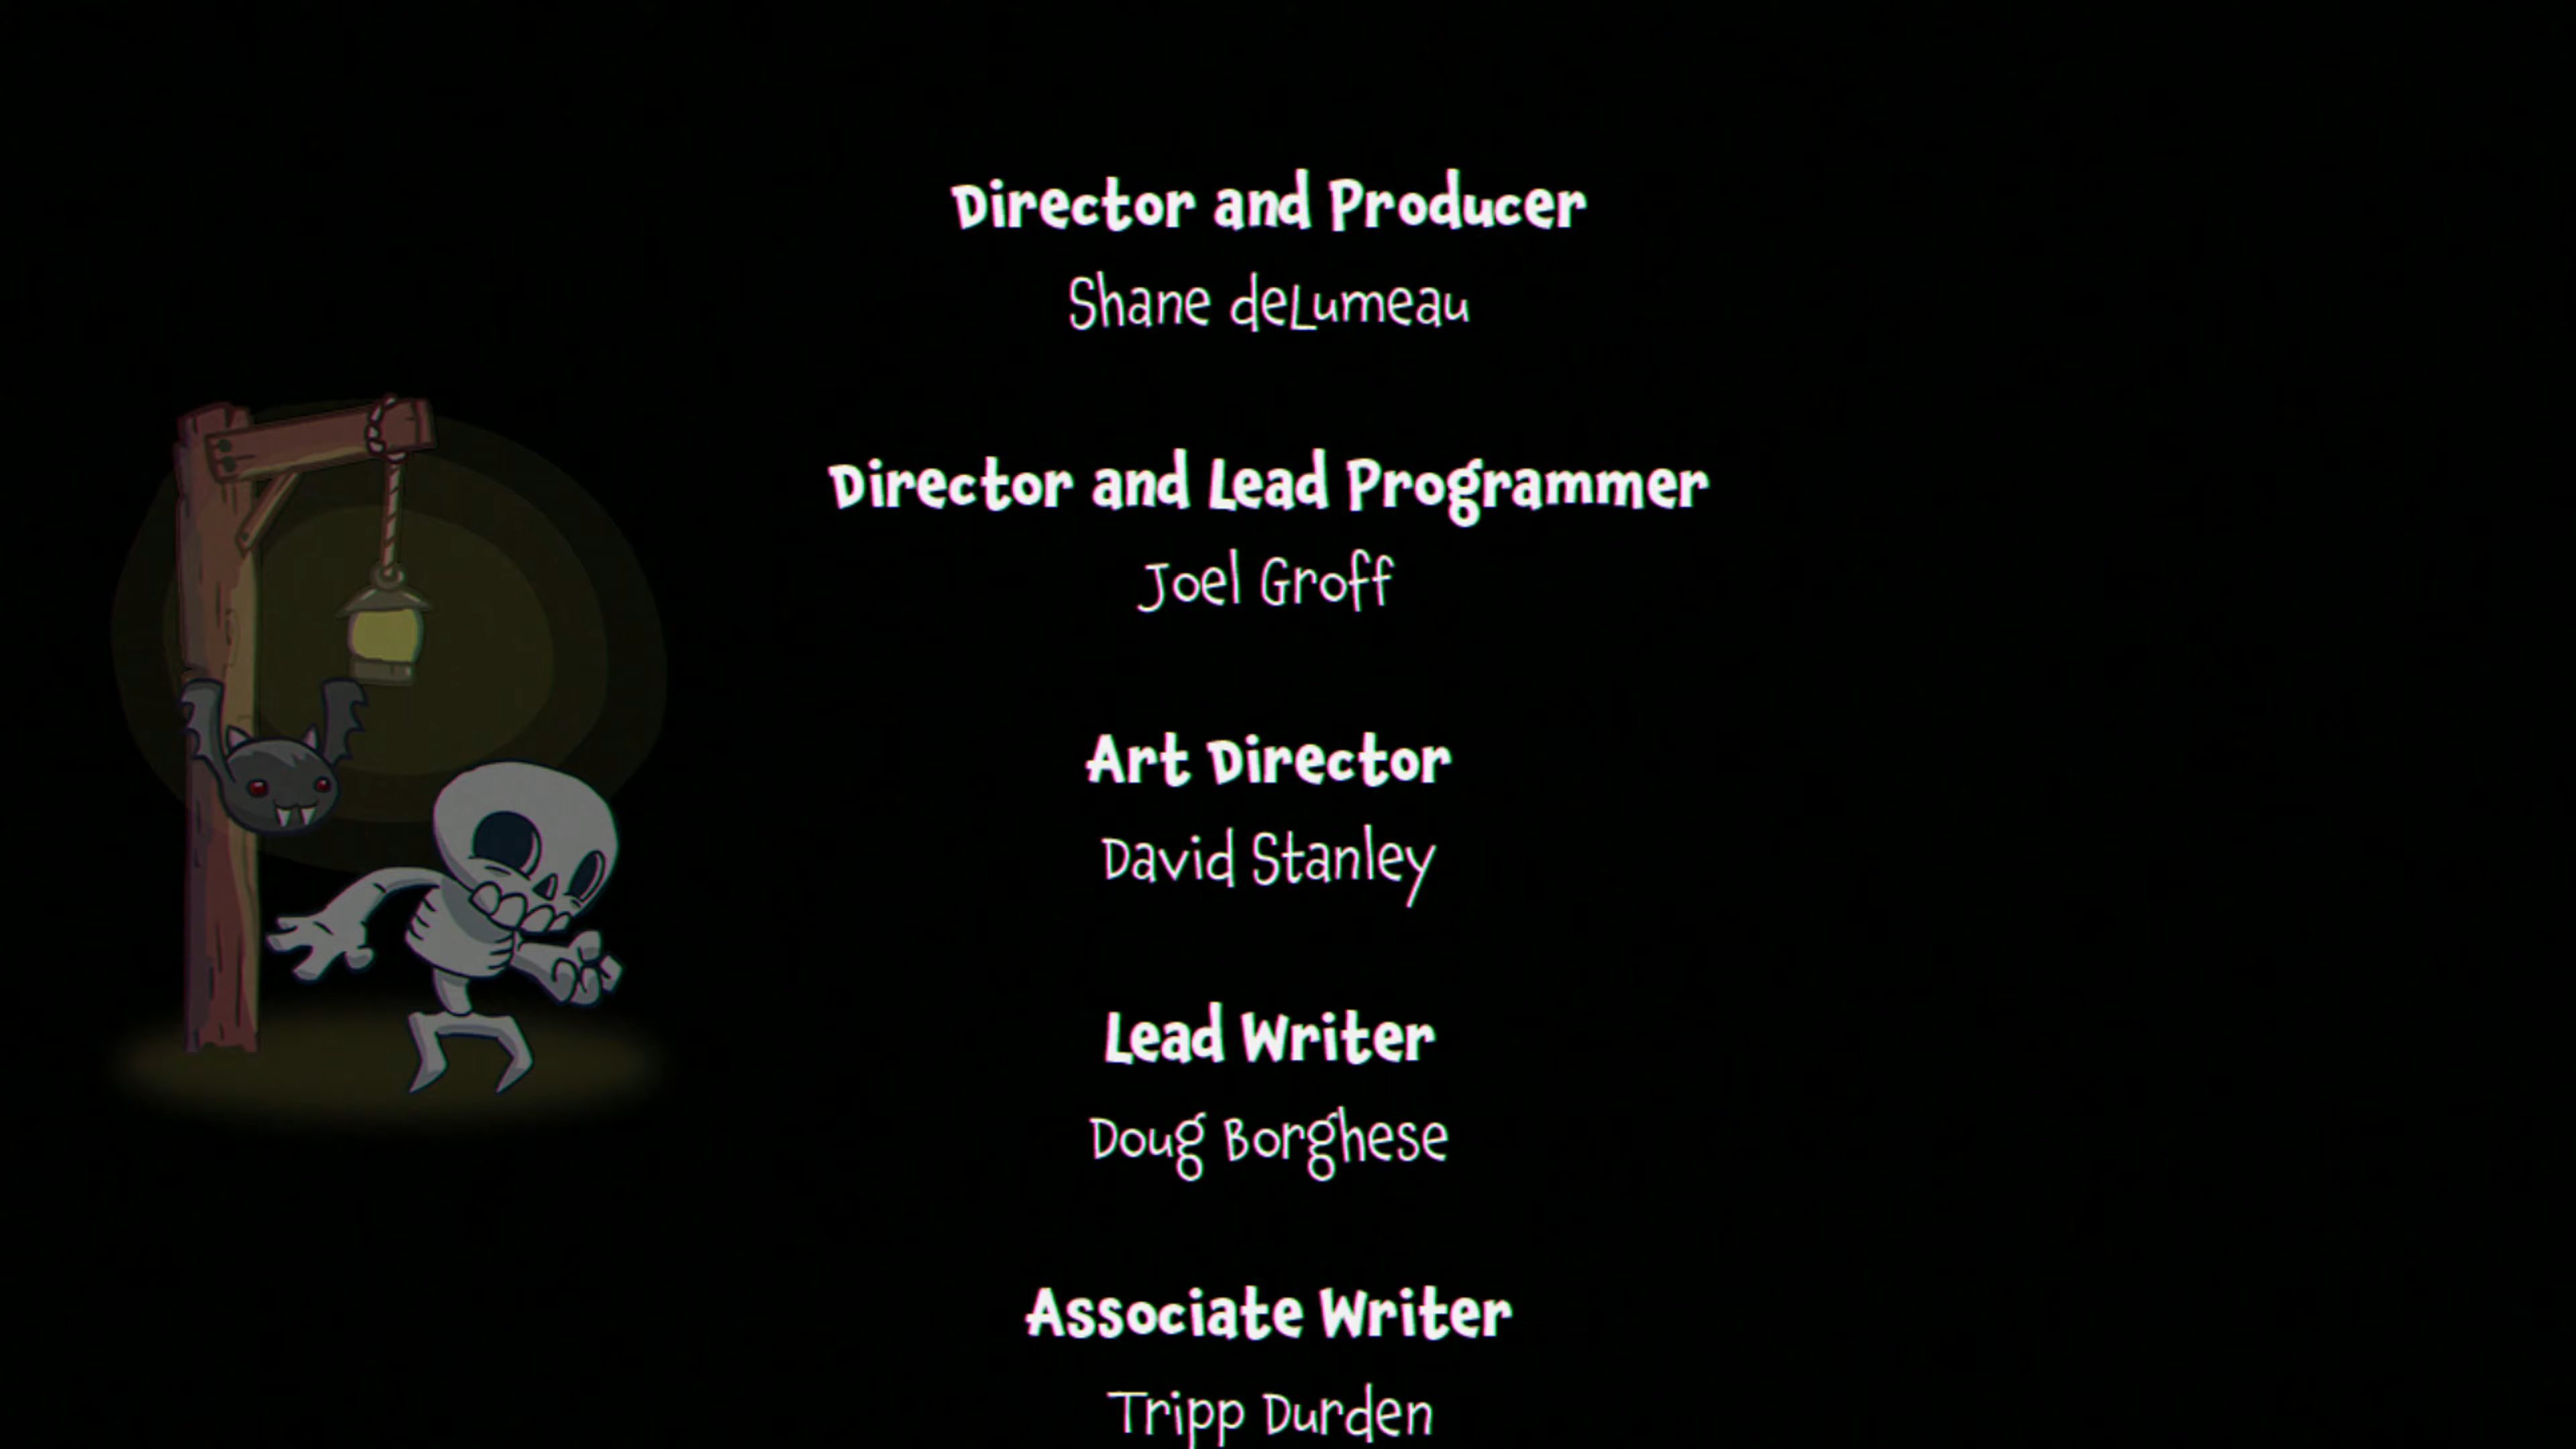 Director and Producer
Shane deLumeau
Director and Lead Programmer
Joel Groff
Art Director
David Stanley
Lead Writer
Doug Borghese
Associate Writer
Tripp Durden